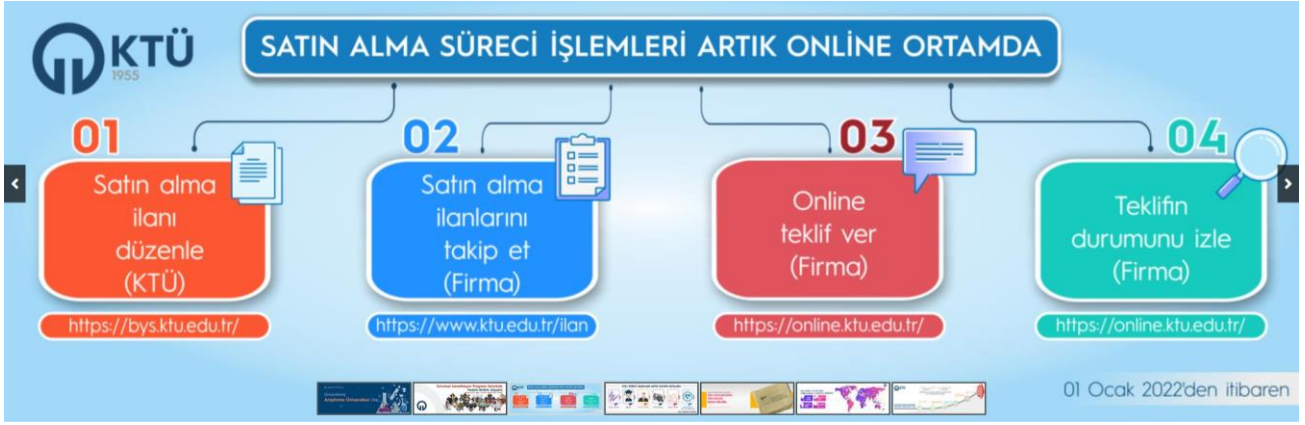 KTÜ
1955
SATIN ALMA SÜRECİ İŞLEMLERİ ARTIK ONLİNE ORTAMDA
01
Satın alma
ilanı
düzenle
(KTÜ)
https://bys.ktu.edu.tr/
02
Satın alma
ilanlarını
takip et
(Firma)
https://www.ktu.edu.tr/ilan
03
Online
teklif ver
(Firma)
https://online.ktu.edu.tr/
04
Teklifin
durumunu izle
(Firma)
https://online.ktu.edu.tr/
01 Ocak 2022'den itibaren